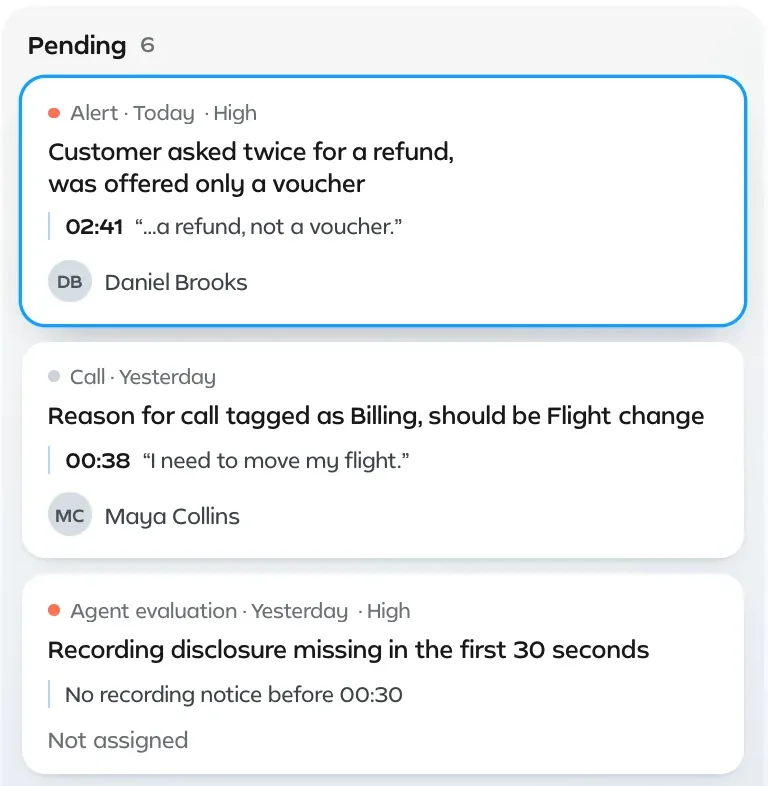 Pending 6
Alert · Today · High
Customer asked twice for a refund,
was offered only a voucher
02:41 “...a refund, not a voucher.”
DB Daniel Brooks
Call · Yesterday
Reason for call tagged as Billing, should be Flight change
00:38 “I need to move my flight.”
MC Maya Collins
Agent evaluation · Yesterday · High
Recording disclosure missing in the first 30 seconds
No recording notice before 00:30
Not assigned